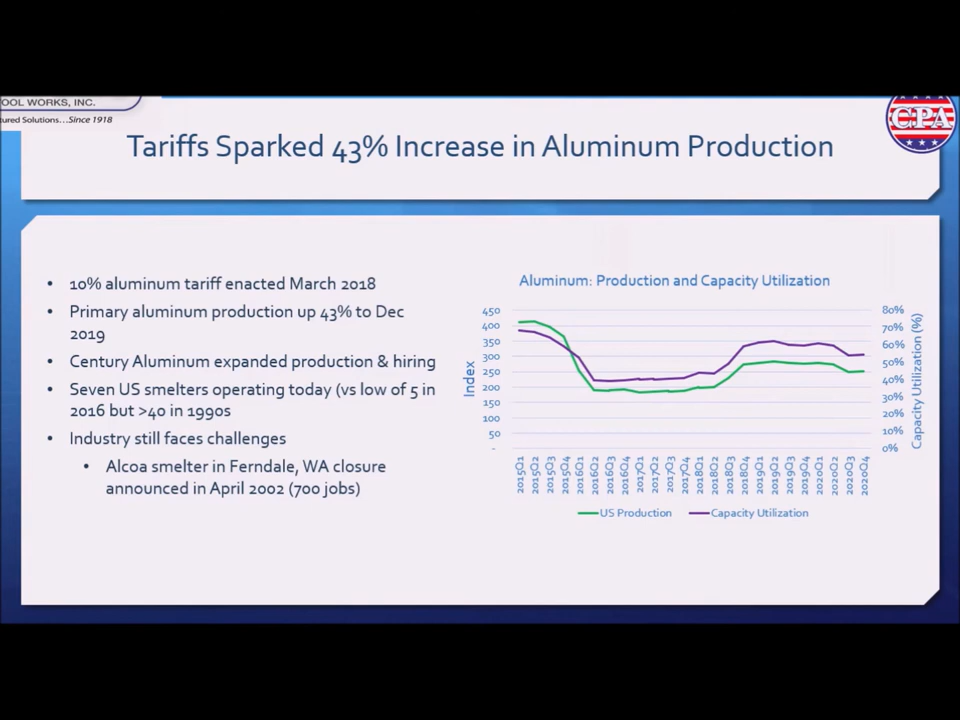 OOL WORKS, INC.
tured Solutions...Since 1918
CPA
Tariffs Sparked 43% Increase in Aluminum Production
• 10% aluminum tariff enacted March 2018
• Primary aluminum production up 43% to Dec
2019
• Century Aluminum expanded production & hiring
• Seven US smelters operating today (vs low of 5 in
2016 but >40 in 1990s
• Industry still faces challenges
• Alcoa smelter in Ferndale, WA closure
announced in April 2002 (700 jobs)
Aluminum: Production and Capacity Utilization
Index
450
400
350
300
250
200
150
100
50
-
80%
70%
60%
50%
40%
30%
20%
10%
0%
Capacity Utilization (%)
2015Q1
2015Q2
2015Q3
2015Q4
2016Q1
2016Q2
2016Q3
2016Q4
2017Q1
2017Q2
2017Q3
2017Q4
2018Q1
2018Q2
2018Q3
2018Q4
2019Q1
2019Q2
2019Q3
2019Q4
2020Q1
2020Q2
2020Q3
2020Q4
US Production
Capacity Utilization